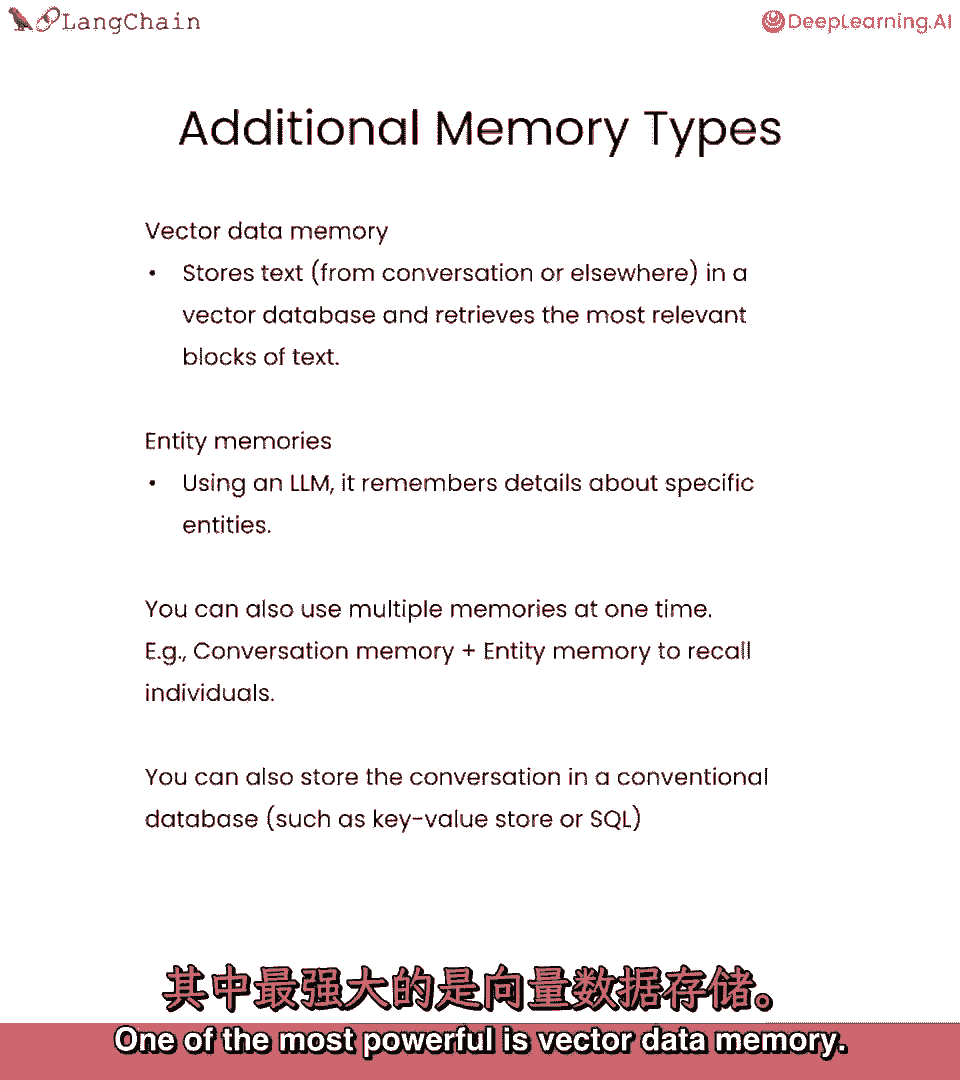 LangChain
DeepLearning.AI
Additional Memory Types
Vector data memory
• Stores text (from conversation or elsewhere) in a
vector database and retrieves the most relevant
blocks of text.
Entity memories
• Using an LLM, it remembers details about specific
entities.
You can also use multiple memories at one time.
E.g., Conversation memory + Entity memory to recall
individuals.
You can also store the conversation in a conventional
database (such as key-value store or SQL)
其中最强大的是向量数据存储。
One of the most powerful is vector data memory.